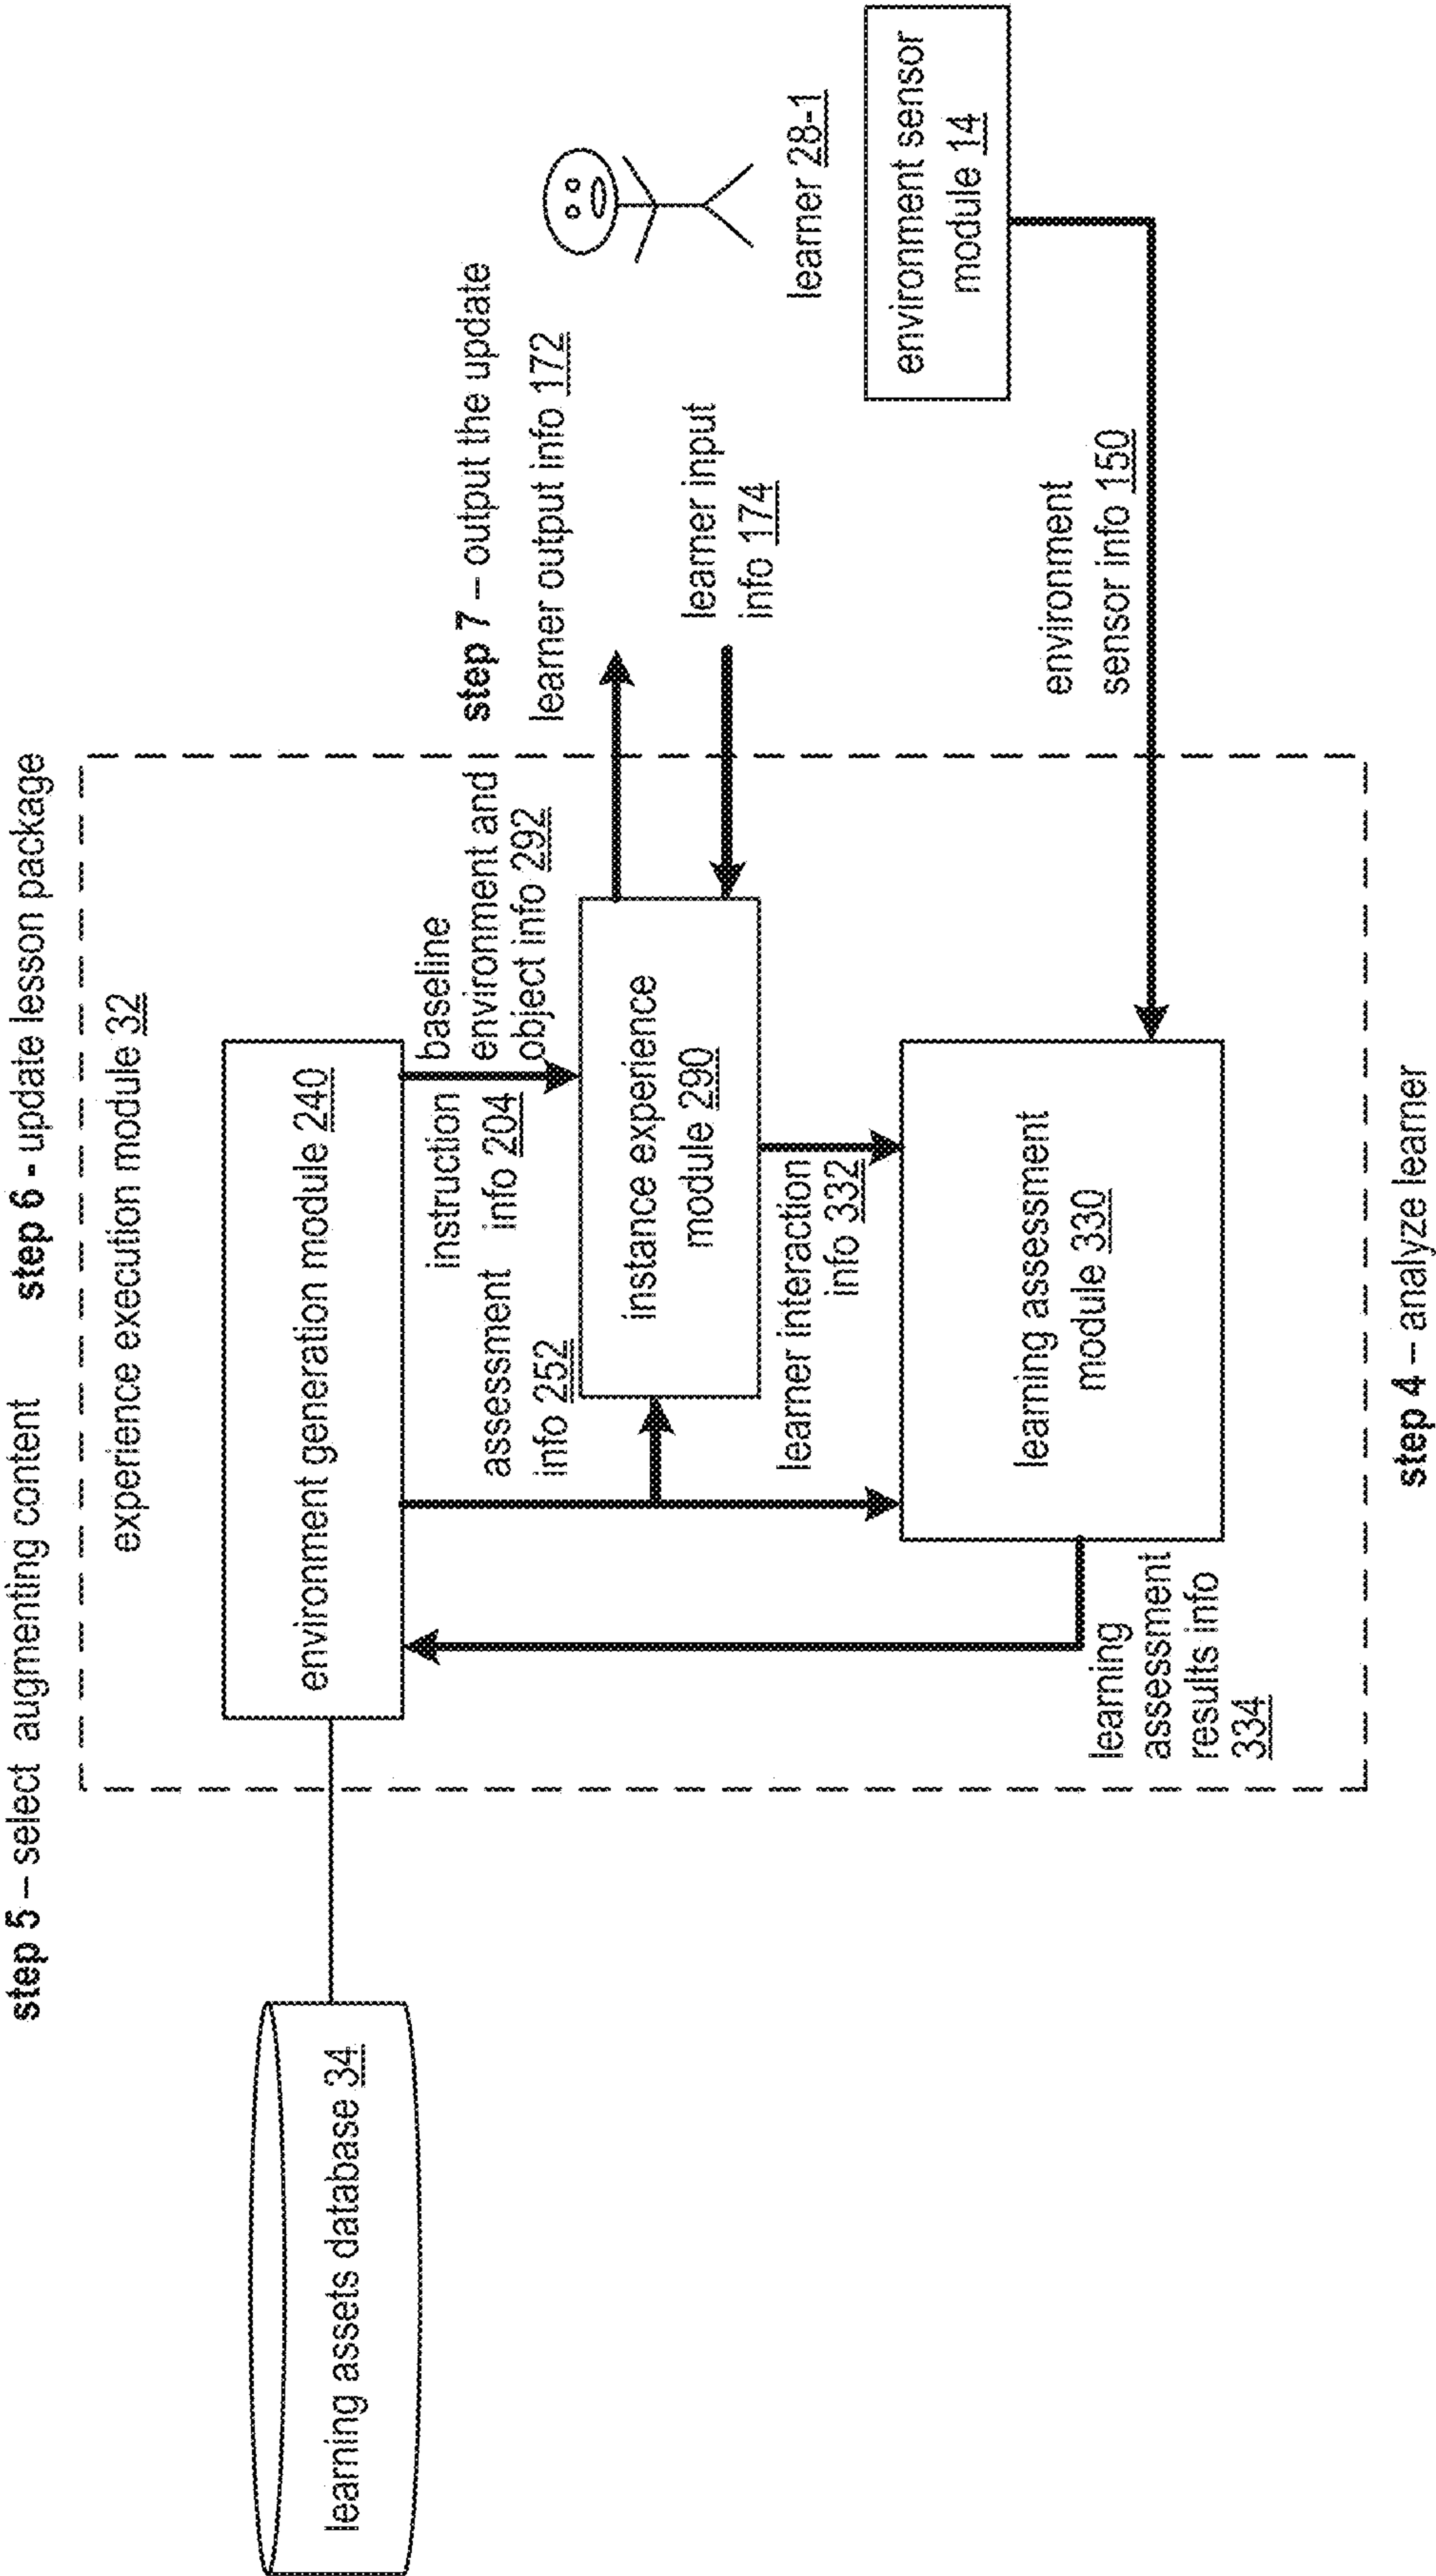 step 5 – select augmenting content
step 6 - update lesson package
experience execution module 32
learning assets database 34
environment generation module 240
baseline
environment and
object info 292
instruction
info 204
assessment
info 252
step 7 – output the update
learner output info 172
instance experience
module 290
learner input
info 174
learner 28-1
learner interaction
info 332
environment sensor
module 14
learning assessment
module 330
environment
sensor info 150
learning
assessment
results info
334
step 4 – analyze learner